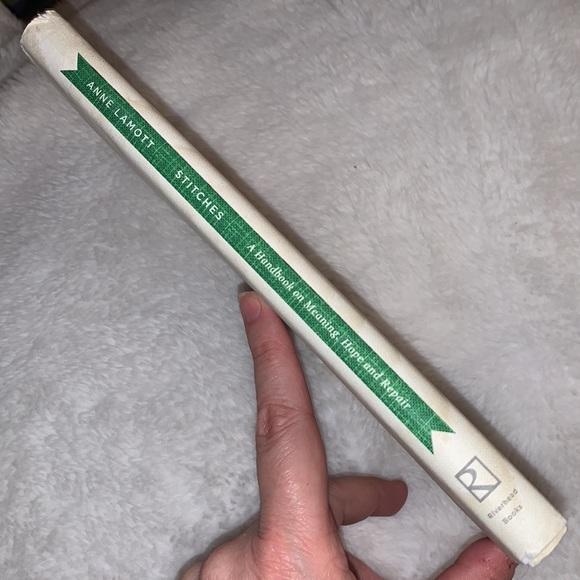 ANNE LAMOTT STITCHES A Handbook on Meaning, Hope and Repair
Riverhead
Books